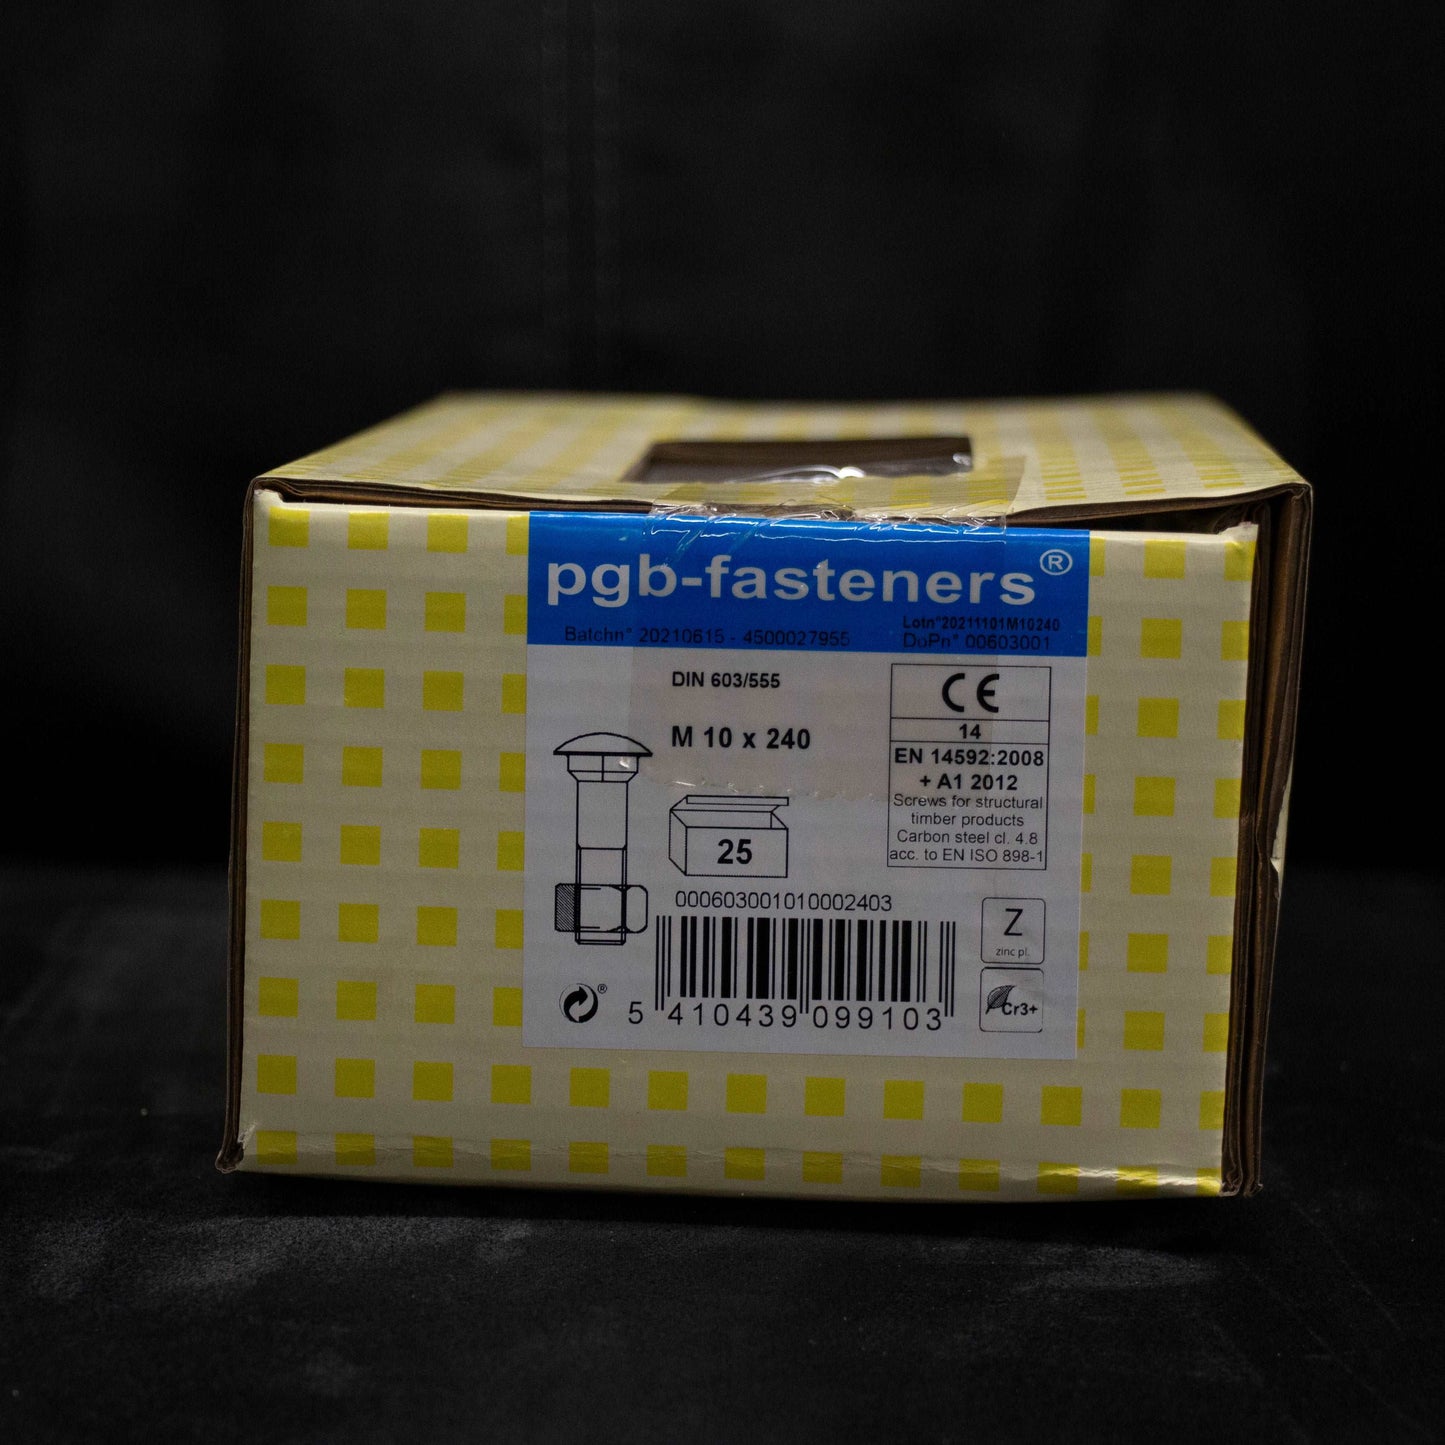 pgb-fasteners®
Batchn° 20210615 - 4500027955
Lotn°20211101M10240
DoPn° 00603001
DIN 603/555
M 10 x 240
25
CE
14
EN 14592:2008
+ A1 2012
Screws for structural
timber products
Carbon steel cl. 4.8
acc. to EN ISO 898-1
000603001010002403
5 410439 099103
Z
zinc pl.
Cr3+
®